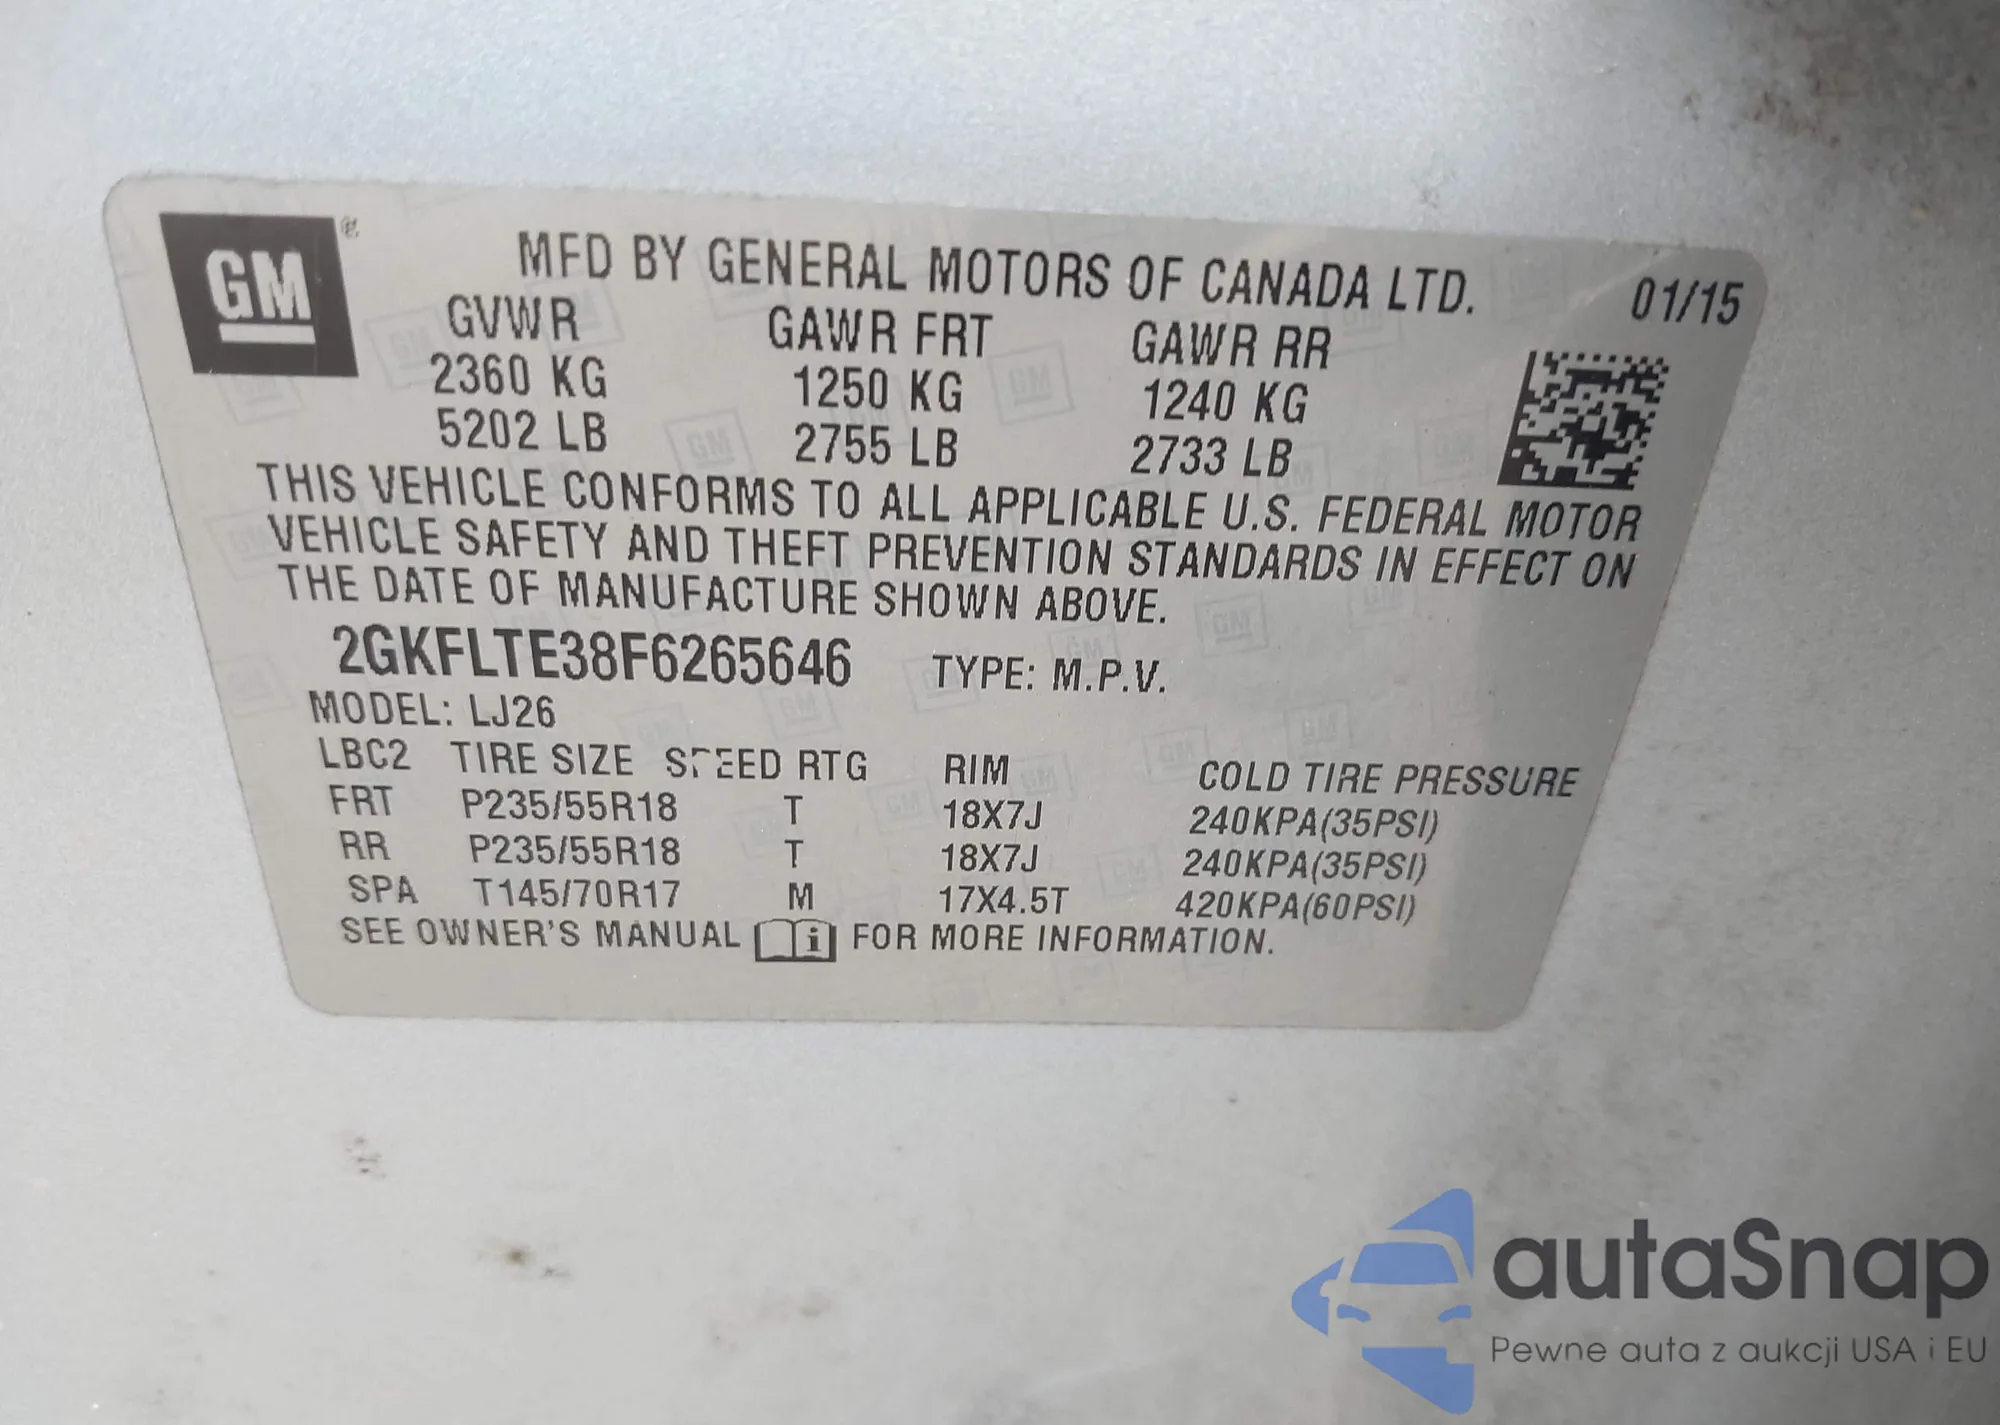 GM
MFD BY GENERAL MOTORS OF CANADA LTD. 01/15
GVWR GAWR FRT GAWR RR
2360 KG 1250 KG 1240 KG
5202 LB 2755 LB 2733 LB
THIS VEHICLE CONFORMS TO ALL APPLICABLE U.S. FEDERAL MOTOR
VEHICLE SAFETY AND THEFT PREVENTION STANDARDS IN EFFECT ON
THE DATE OF MANUFACTURE SHOWN ABOVE.
2GKFLTE38F6265646 TYPE: M.P.V.
MODEL: LJ26
LBC2 TIRE SIZE SPEED RTG RIM COLD TIRE PRESSURE
FRT P235/55R18 T 18X7J 240KPA(35PSI)
RR P235/55R18 T 18X7J 240KPA(35PSI)
SPA T145/70R17 M 17X4.5T 420KPA(60PSI)
SEE OWNER'S MANUAL i FOR MORE INFORMATION.
autaSnap
Pewne auta z aukcji USA i EU